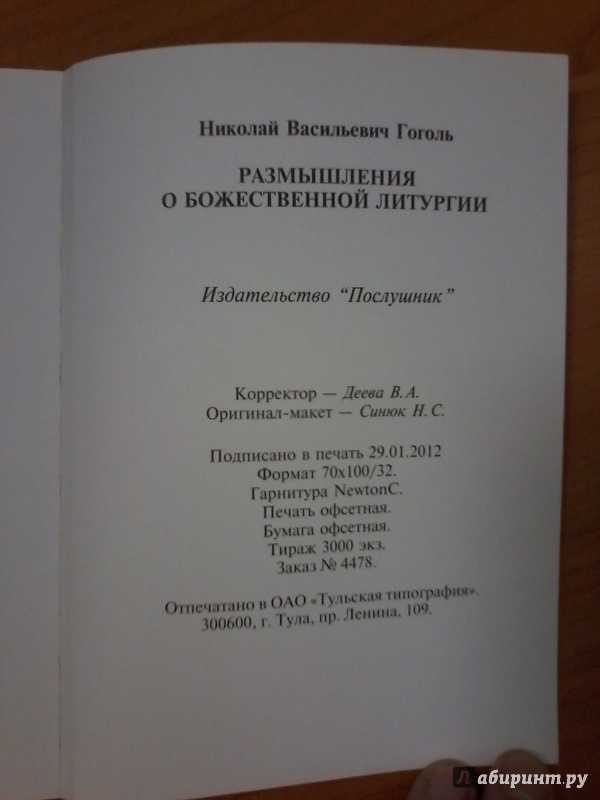 Николай Васильевич Гоголь
РАЗМЫШЛЕНИЯ
О БОЖЕСТВЕННОЙ ЛИТУРГИИ
Издательство “Послушник”
Корректор — Деева В. А.
Оригинал-макет — Синюк Н. С.
Подписано в печать 29.01.2012
Формат 70х100/32.
Гарнитура NewtonC.
Печать офсетная.
Бумага офсетная.
Тираж 3000 экз.
Заказ № 4478.
Отпечатано в ОАО «Тульская типография».
300600, г. Тула, пр. Ленина, 109.
Л абиринт.ру